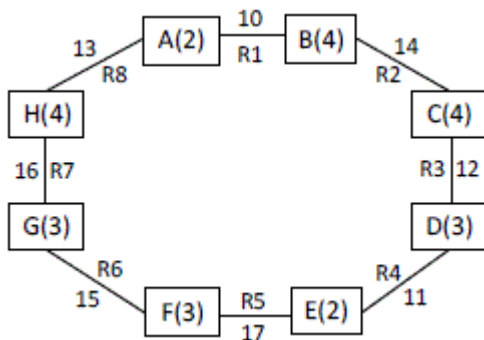 10
13 A(2) B(4) 14
R8 R1 R2
H(4) C(4)
16 R7 R3 12
G(3) D(3)
R6 R4
15 R5 11
F(3) E(2)
17